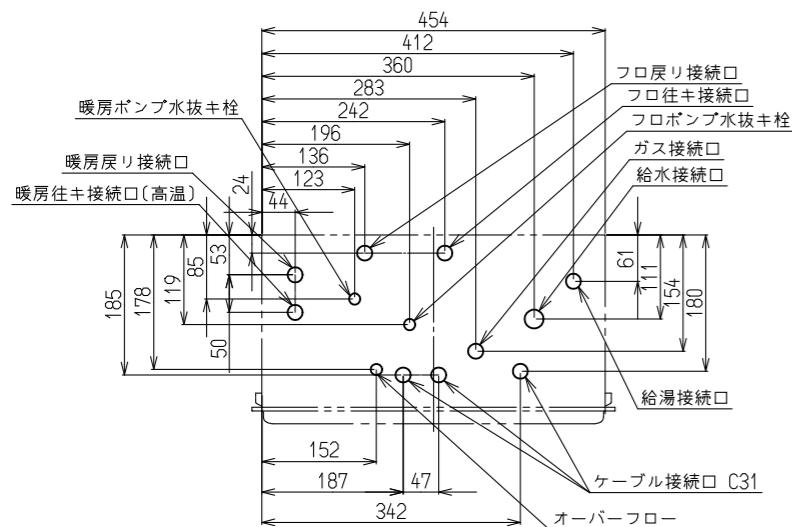 454
412
360
283
242
196
136
123
44
24
フロ戻リ接続口
フロ往キ接続口
フロポンプ水抜キ栓
ガス接続口
給水接続口
暖房ポンプ水抜キ栓
暖房戻リ接続口
暖房往キ接続口(高温)
185
178
119
85
53
50
61
111
154
180
給湯接続口
152
187
47
342
ケーブル接続口 C31
オーバーフロー